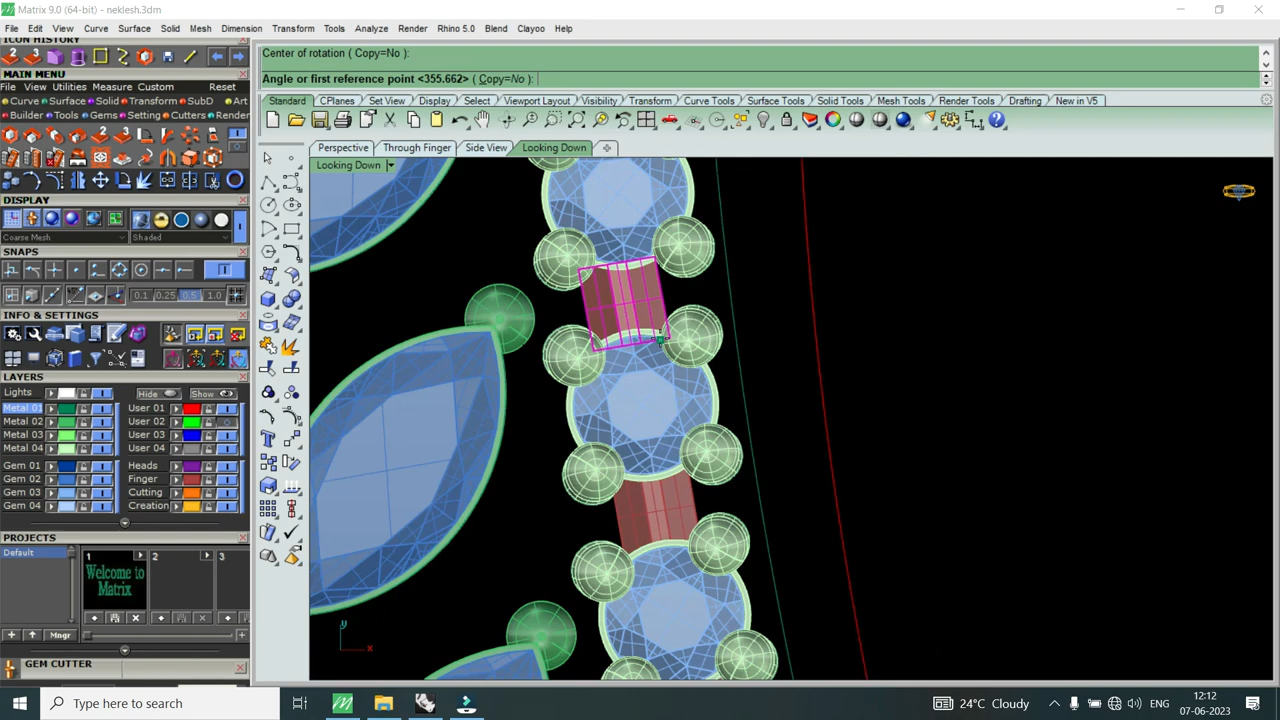 Matrix 9.0 (64-bit) - neklesh.3dm
File Edit View Curve Surface Solid Mesh Dimension Transform Tools Analyze Render Rhino 5.0 Blend Clayoo Help
ICON HISTORY
Center of rotation ( Copy=No ):
MAIN MENU
Angle or first reference point <355.662> ( Copy=No ):
File View Utilities Measure Custom Reset
Curve Surface Solid Transform SubD Art
Builder Tools Gems Setting Cutters Render
Standard CPlanes Set View Display Select Viewport Layout Visibility Transform Curve Tools Surface Tools Solid Tools Mesh Tools Render Tools Drafting New in V5
Perspective Through Finger Side View Looking Down
Looking Down
DISPLAY
Coarse Mesh Shaded
SNAPS
0.1 0.25 0.5 1.0
INFO & SETTINGS
LAYERS
Lights Hide Show
Metal 01 User 01
Metal 02 User 02
Metal 03 User 03
Metal 04 User 04
Gem 01 Heads
Gem 02 Finger
Gem 03 Cutting
Gem 04 Creation
PROJECTS
Default 1 2 3
Welcome to Matrix
Mngr
GEM CUTTER
y
x
Type here to search
24°C Cloudy
ENG
12:12
07-06-2023